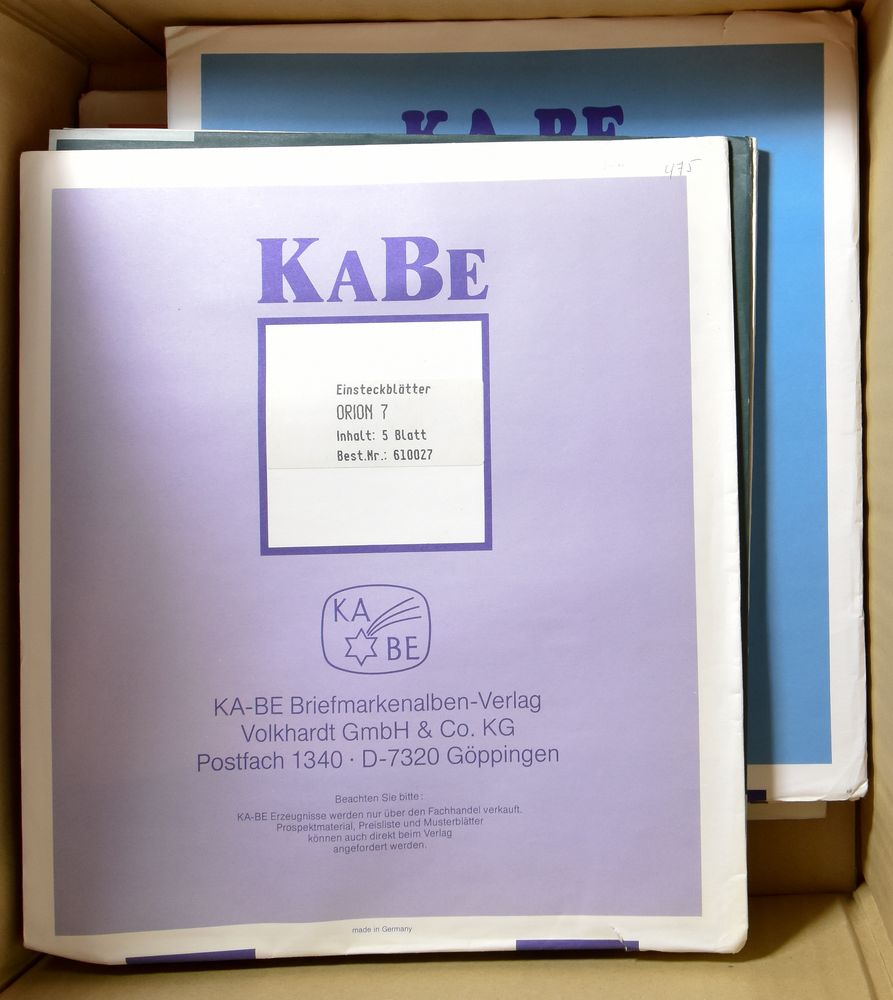 KABE
475
KABE
Einsteckblätter
ORION 7
Inhalt: 5 Blatt
Best.Nr.: 610027
KA
BE
KA-BE Briefmarkenalben-Verlag
Volkhardt GmbH & Co. KG
Postfach 1340 · D-7320 Göppingen
Beachten Sie bitte:
KA-BE Erzeugnisse werden nur über den Fachhandel verkauft.
Prospektmaterial, Preisliste und Musterblätter
können auch direkt beim Verlag
angefordert werden.
made in Germany